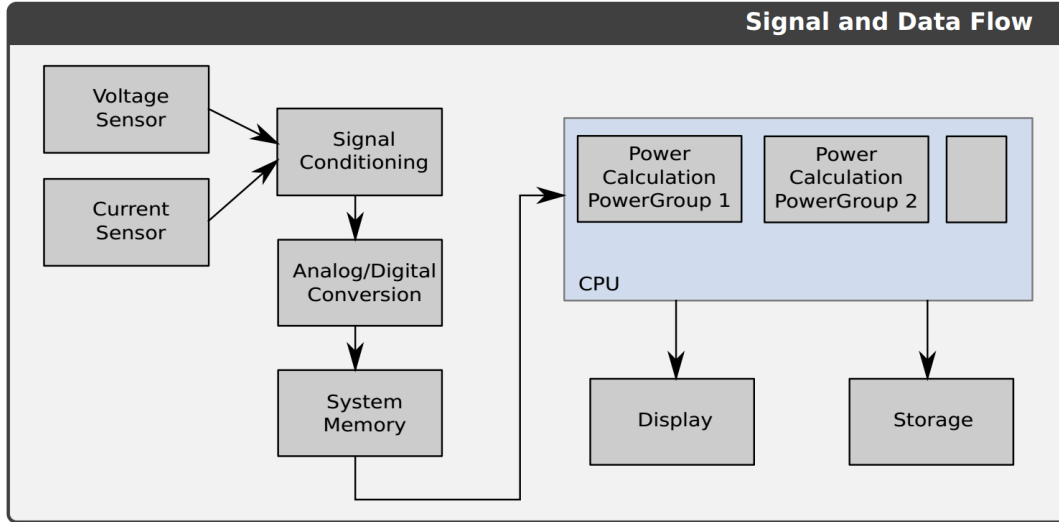 Signal and Data Flow
Voltage
Sensor
Current
Sensor
Signal
Conditioning
Analog/Digital
Conversion
System
Memory
Power
Calculation
PowerGroup 1
Power
Calculation
PowerGroup 2
CPU
Display
Storage